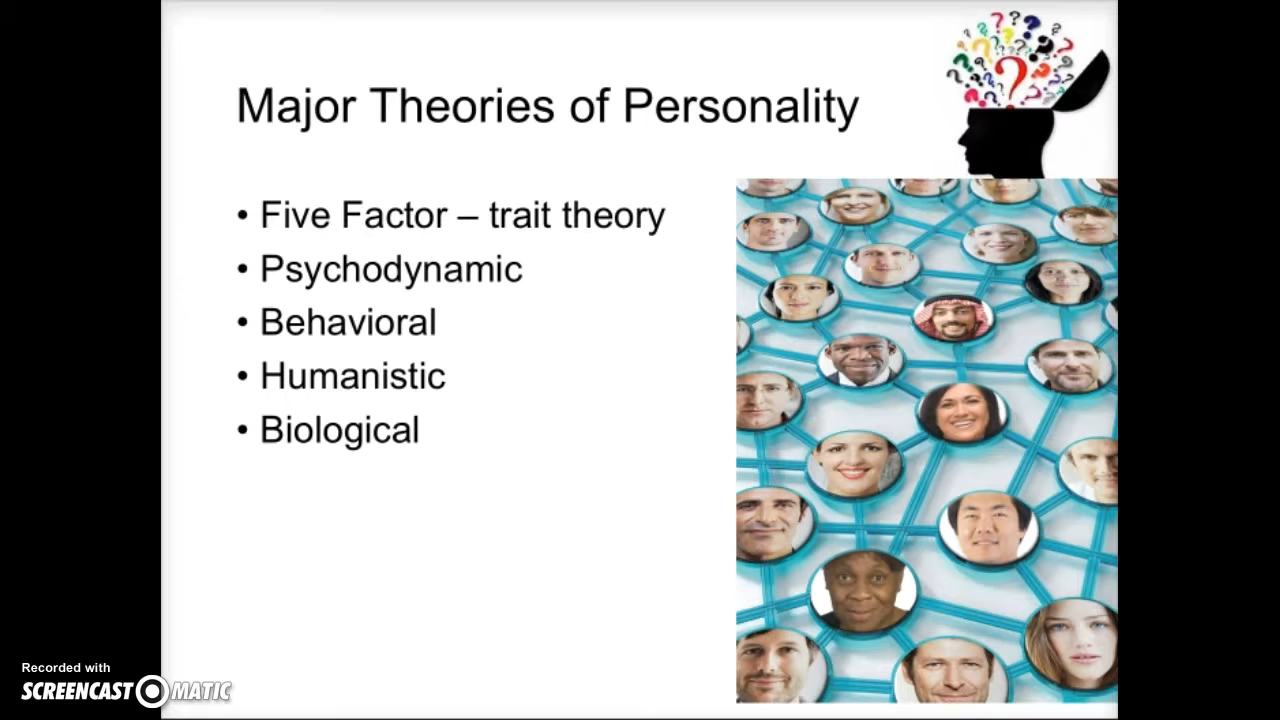 Major Theories of Personality
• Five Factor – trait theory
• Psychodynamic
• Behavioral
• Humanistic
• Biological
Recorded with
SCREENCAST MATIC